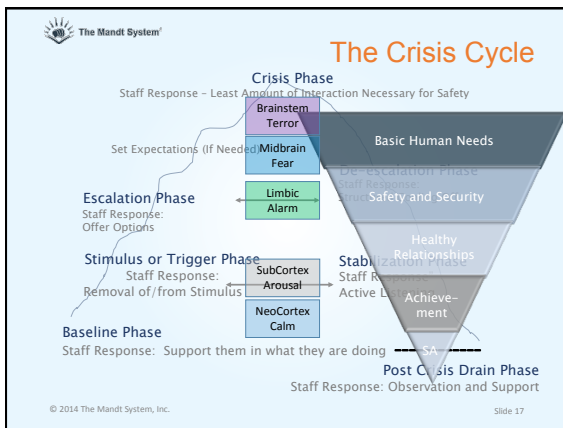 The Mandt System
The Crisis Cycle
Crisis Phase
Staff Response – Least Amount of Interaction Necessary for Safety
Brainstem
Terror
Basic Human Needs
Set Expectations (If Needed)
Midbrain
Fear
De-escalation Phase
Staff Response
Safety and Security
Escalation Phase
Staff Response:
Offer Options
Limbic
Alarm
Healthy
Relationships
Stimulus or Trigger Phase
Staff Response:
Removal of/from Stimulus
SubCortex
Arousal
Stabilization Phase
Staff Response
Active Listening
Achieve-
ment
NeoCortex
Calm
Baseline Phase
Staff Response: Support them in what they are doing
SA
Post Crisis Drain Phase
Staff Response: Observation and Support
© 2014 The Mandt System, Inc.
Slide 17